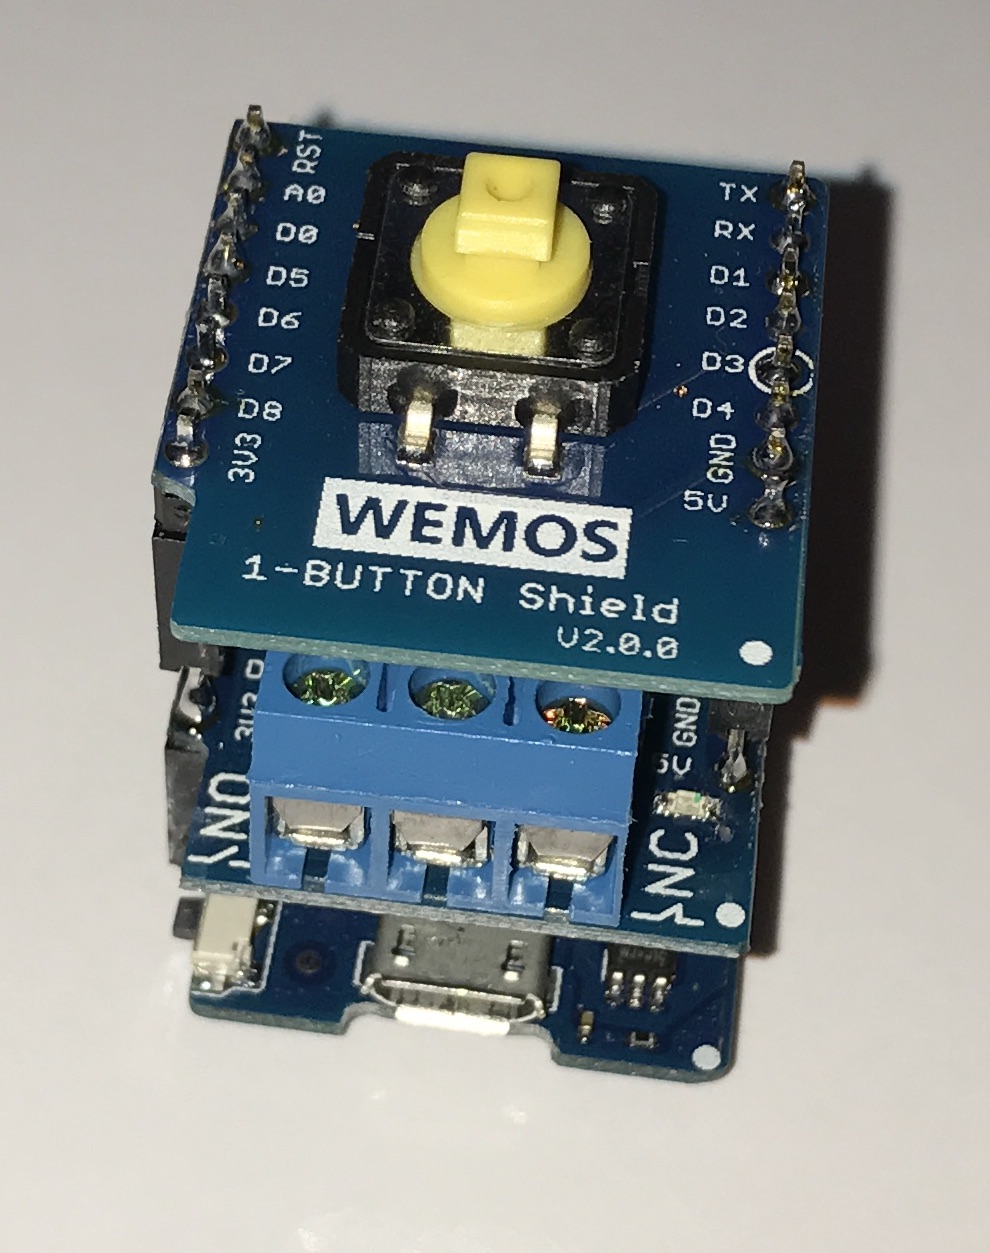 RST
A0
D0
D5
D6
D7
D8
3V3
TX
RX
D1
D2
D3
D4
GND
5V
WEMOS
1-BUTTON Shield
V2.0.0
3V3
GND
5V
NO
NC